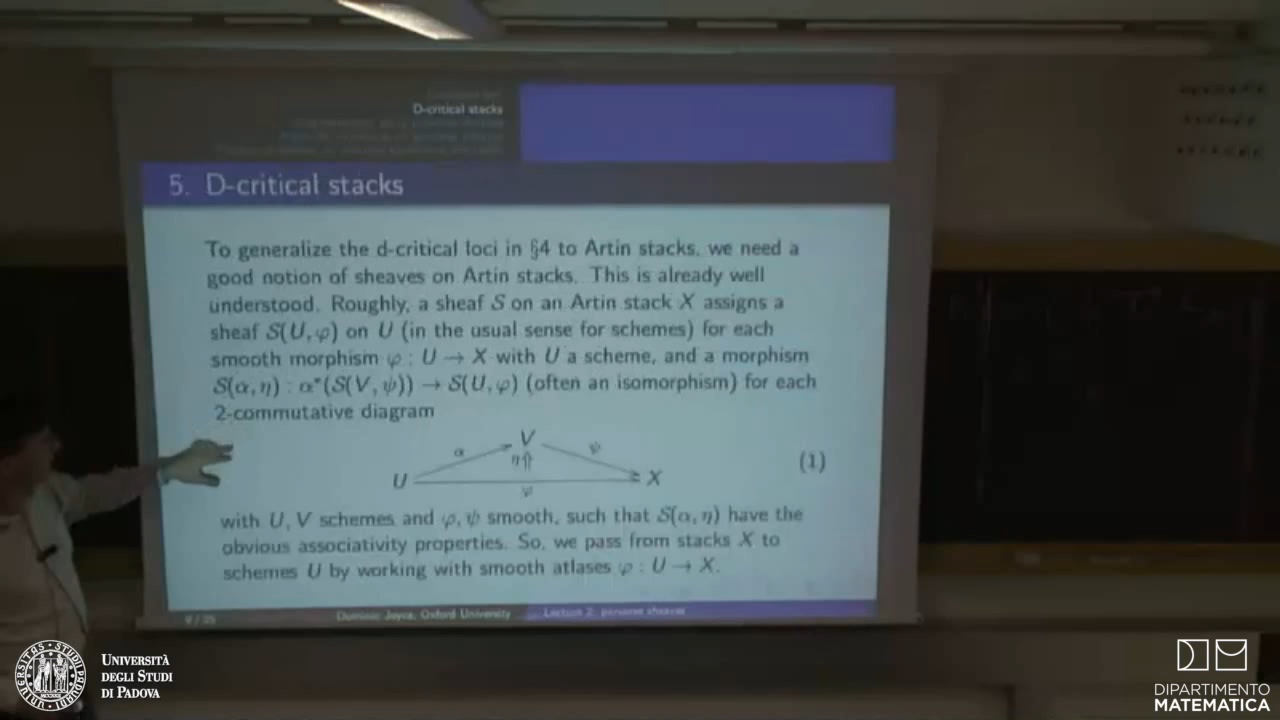 D-critical stacks
5. D-critical stacks
To generalize the d-critical loci in §4 to Artin stacks, we need a
good notion of sheaves on Artin stacks. This is already well
understood. Roughly, a sheaf S on an Artin stack X assigns a
sheaf S(U, φ) on U (in the usual sense for schemes) for each
smooth morphism φ : U → X with U a scheme, and a morphism
S(α, η) : α*(S(V, ψ)) → S(U, φ) (often an isomorphism) for each
2-commutative diagram
V
α
ψ
η⇑
(1)
U
X
φ
with U, V schemes and φ, ψ smooth, such that S(α, η) have the
obvious associativity properties. So, we pass from stacks X to
schemes U by working with smooth atlases φ : U → X.
Dominic Joyce, Oxford University
Lecture 2: perverse sheaves
UNIVERSITÀ
DEGLI STUDI
DI PADOVA
DIPARTIMENTO
MATEMATICA